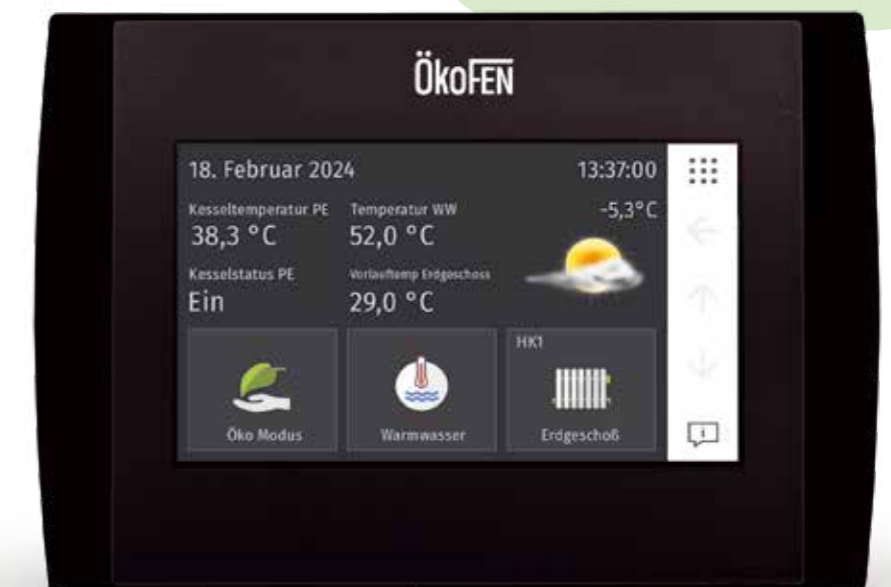 ÖkoFEN
18. Februar 2024 13:37:00
Kesseltemperatur PE Temperatur WW -5,3°C
38,3 °C 52,0 °C
Kesselstatus PE Vorlauftemp Erdgeschoss
Ein 29,0 °C
HK1
Öko Modus Warmwasser Erdgeschoß
i